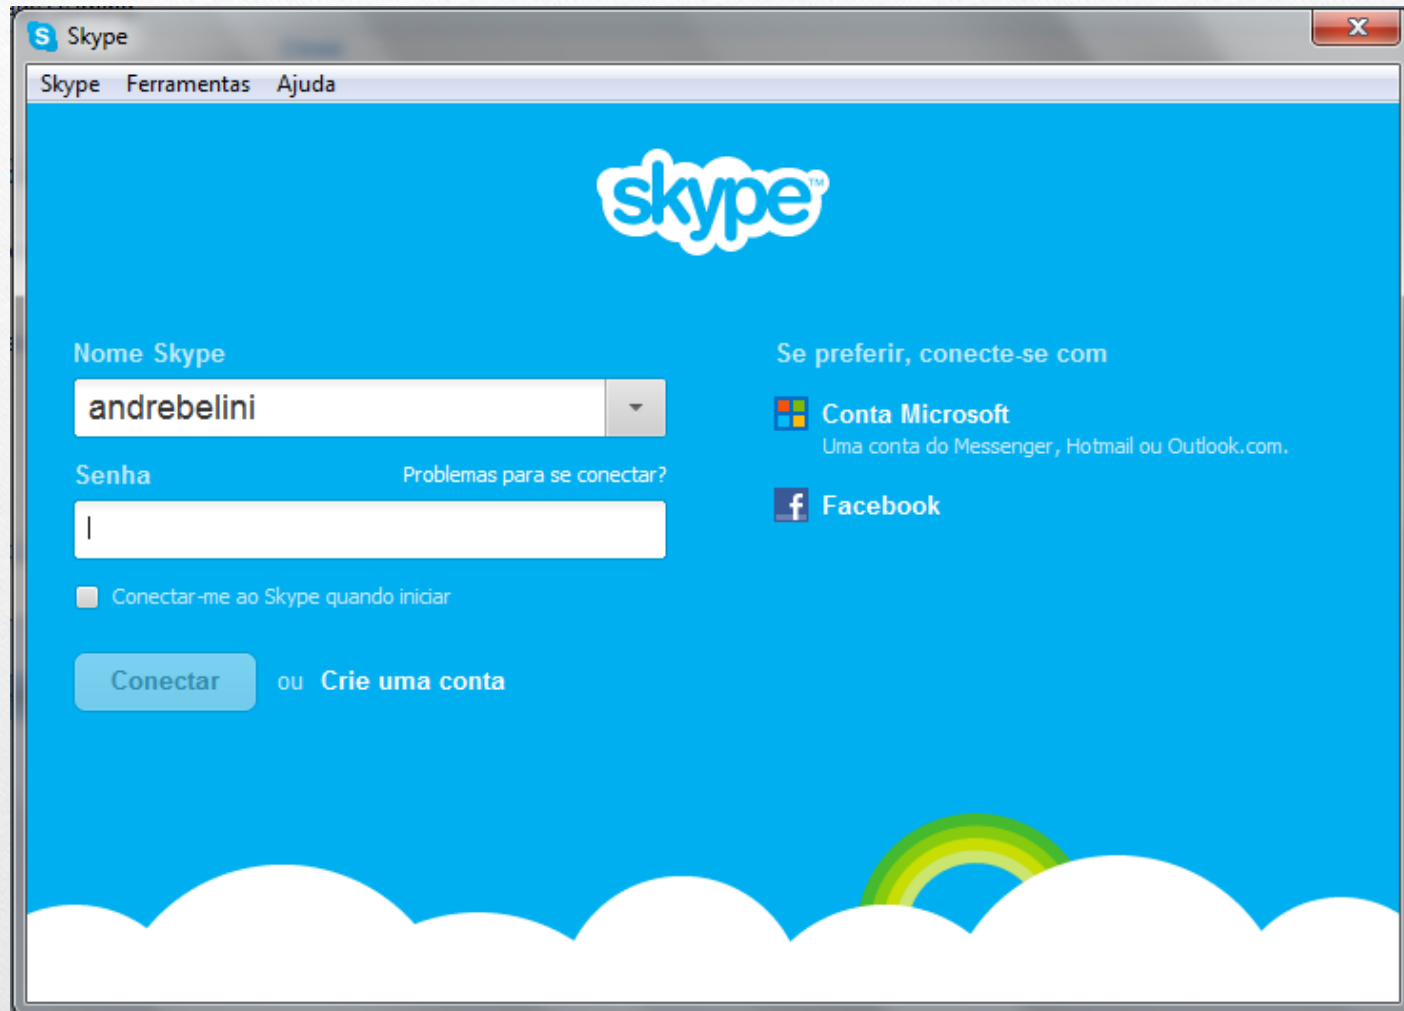 Skype
Skype Ferramentas Ajuda
skype™
Nome Skype
andrebelini
Senha Problemas para se conectar?
Conectar-me ao Skype quando iniciar
Conectar ou Crie uma conta
Se preferir, conecte-se com
Conta Microsoft
Uma conta do Messenger, Hotmail ou Outlook.com.
Facebook